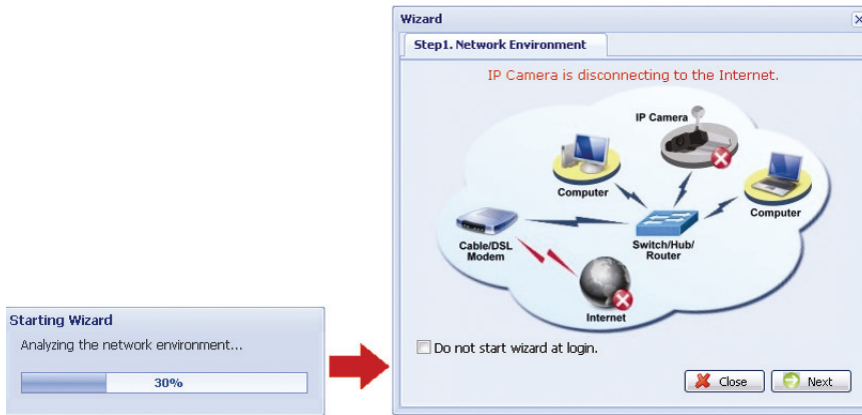 Starting Wizard
Analyzing the network environment...
30%
Wizard
Step1. Network Environment
IP Camera is disconnecting to the Internet.
IP Camera
Computer
Computer
Cable/DSL
Modem
Switch/Hub/
Router
Internet
Do not start wizard at login.
Close
Next